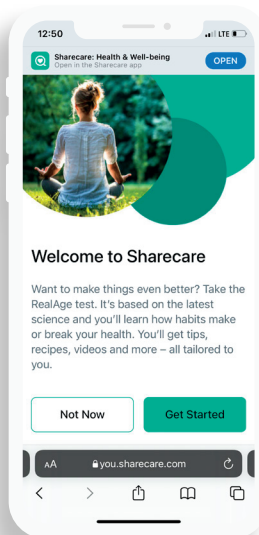 12:50
LTE
Sharecare: Health & Well-being
Open in the Sharecare app
OPEN
Welcome to Sharecare
Want to make things even better? Take the
RealAge test. It's based on the latest
science and you'll learn how habits make
or break your health. You'll get tips,
recipes, videos and more – all tailored to
you.
Not Now
Get Started
AA
you.sharecare.com